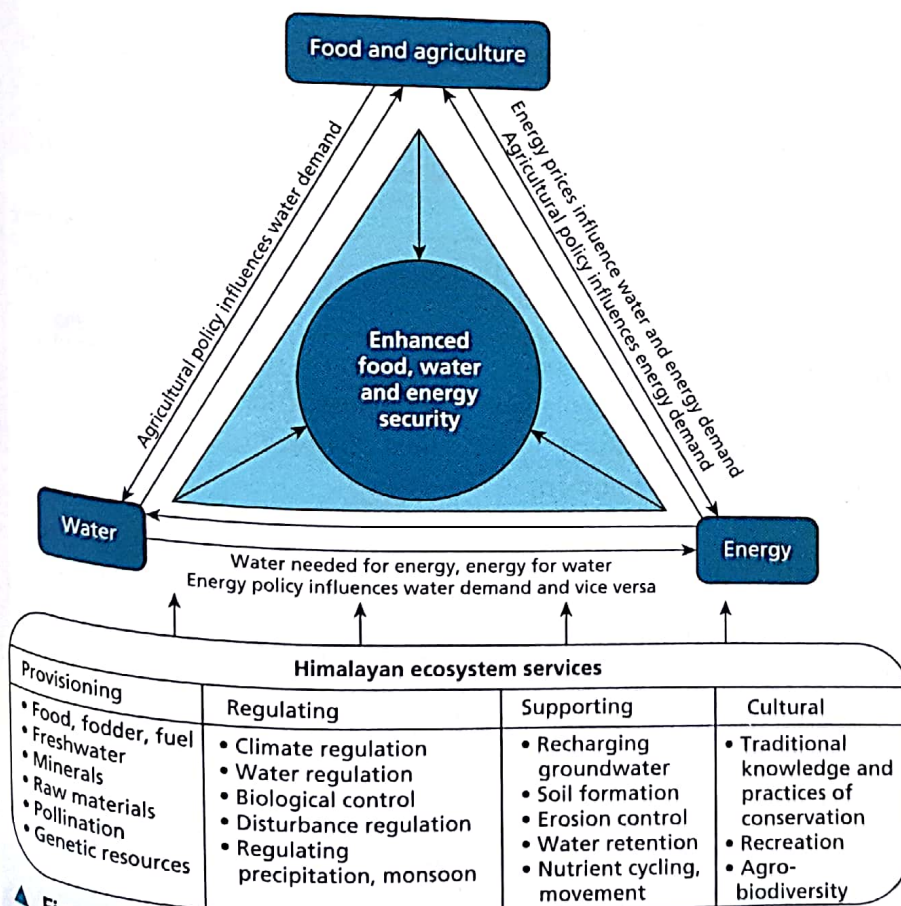 Food and agriculture
Agricultural policy influences water demand
Energy prices influence water and energy demand
Agricultural policy influences energy demand
Enhanced
food, water
and energy
security
Water
Energy
Water needed for energy, energy for water
Energy policy influences water demand and vice versa
Himalayan ecosystem services
Provisioning
• Food, fodder, fuel
• Freshwater
• Minerals
• Raw materials
• Pollination
• Genetic resources
Regulating
• Climate regulation
• Water regulation
• Biological control
• Disturbance regulation
• Regulating
precipitation, monsoon
Supporting
• Recharging
groundwater
• Soil formation
• Erosion control
• Water retention
• Nutrient cycling,
movement
Cultural
• Traditional
knowledge and
practices of
conservation
• Recreation
• Agro-
biodiversity